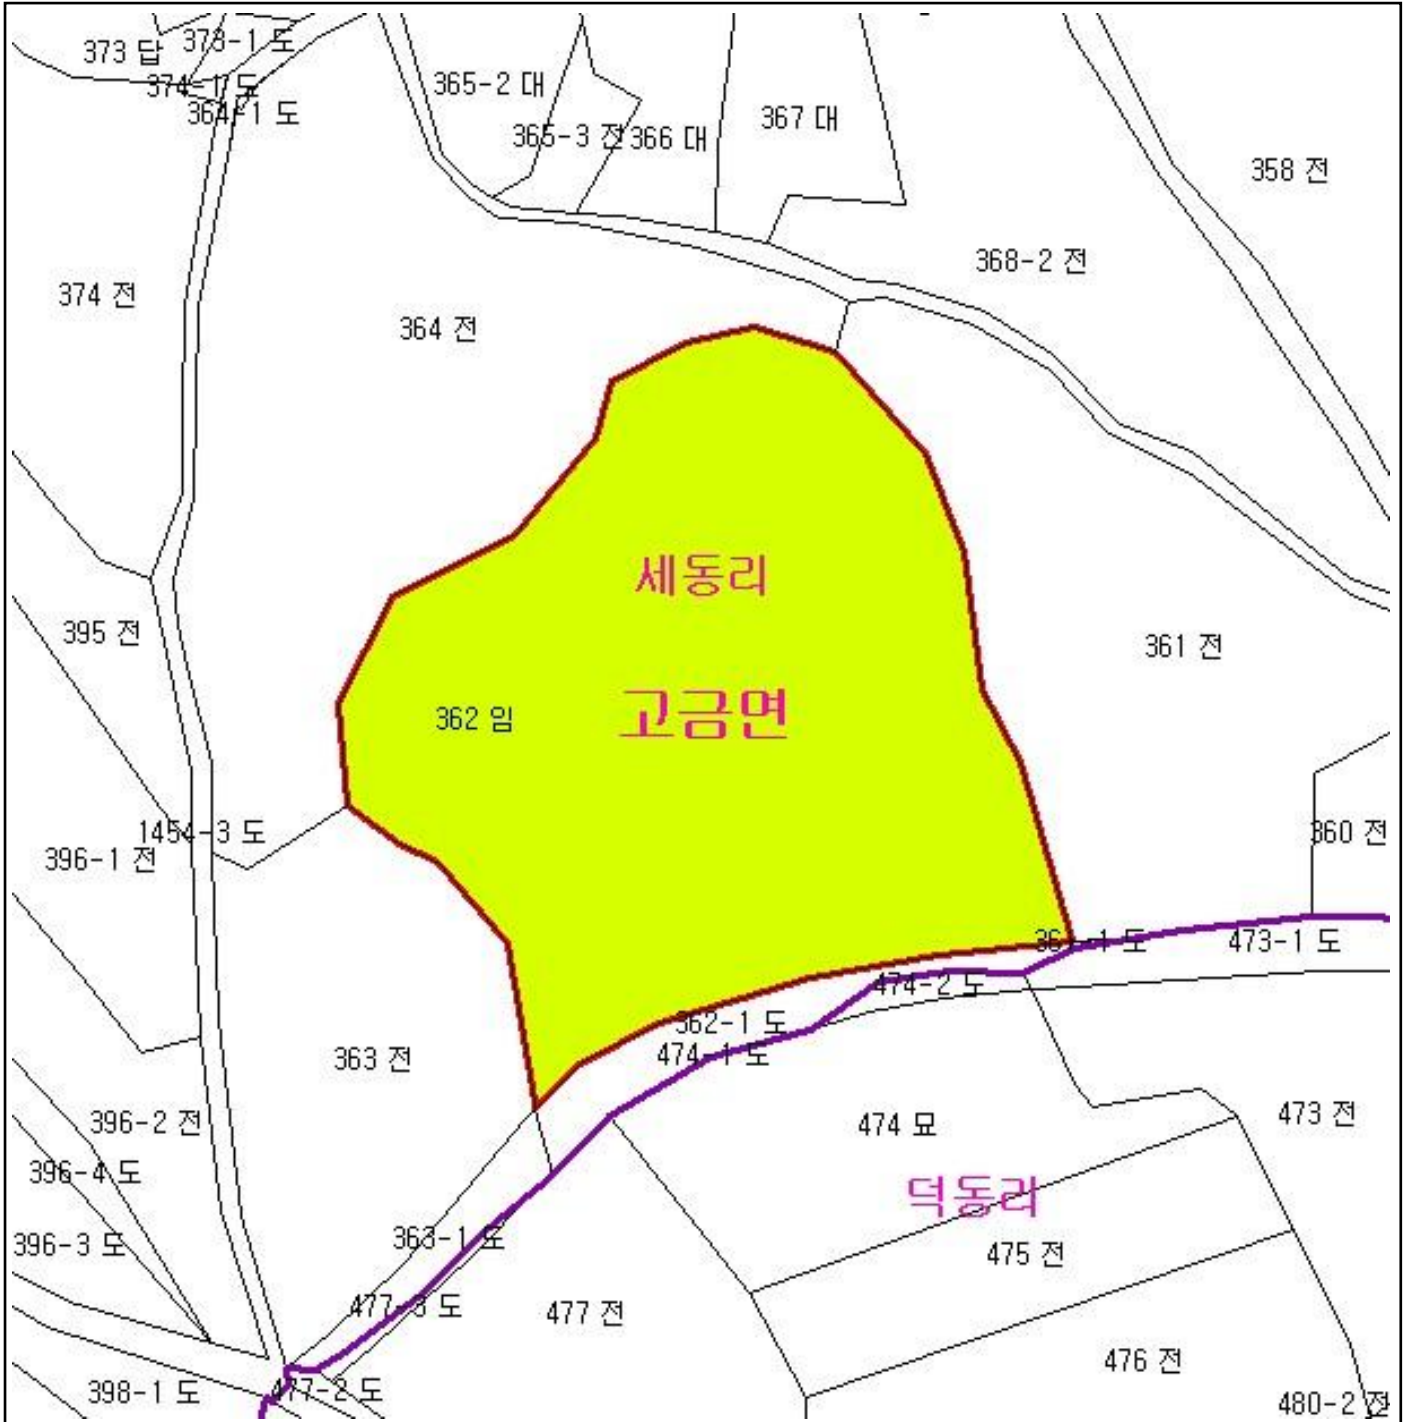 373 답
373-1 도
374-1 도
364-1 도
365-2 대
365-3 전
366 대
367 대
358 전
368-2 전
374 전
364 전
세동리
395 전
361 전
362 임
고금면
1454-3 도
396-1 전
360 전
361-1 도
473-1 도
474-2 도
362-1 도
474-1 도
363 전
396-2 전
474 묘
473 전
396-4 도
덕동리
363-1 도
396-3 도
475 전
477-3 도
477 전
476 전
398-1 도
477-2 도
480-2 전